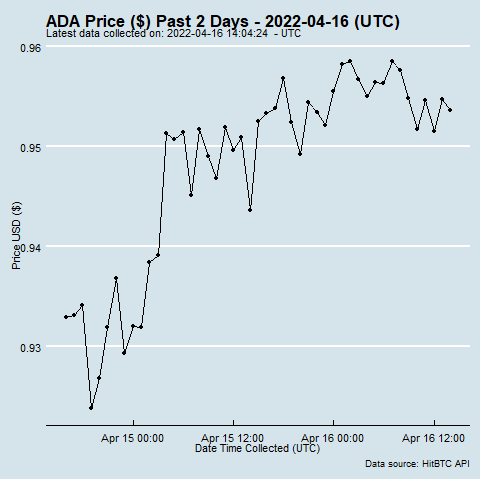 ADA Price ($) Past 2 Days - 2022-04-16 (UTC)
Latest data collected on: 2022-04-16 14:04:24  - UTC
0.96
0.95
0.94
0.93
Price USD ($)
Apr 15 00:00
Apr 15 12:00
Apr 16 00:00
Apr 16 12:00
Date Time Collected (UTC)
Data source: HitBTC API